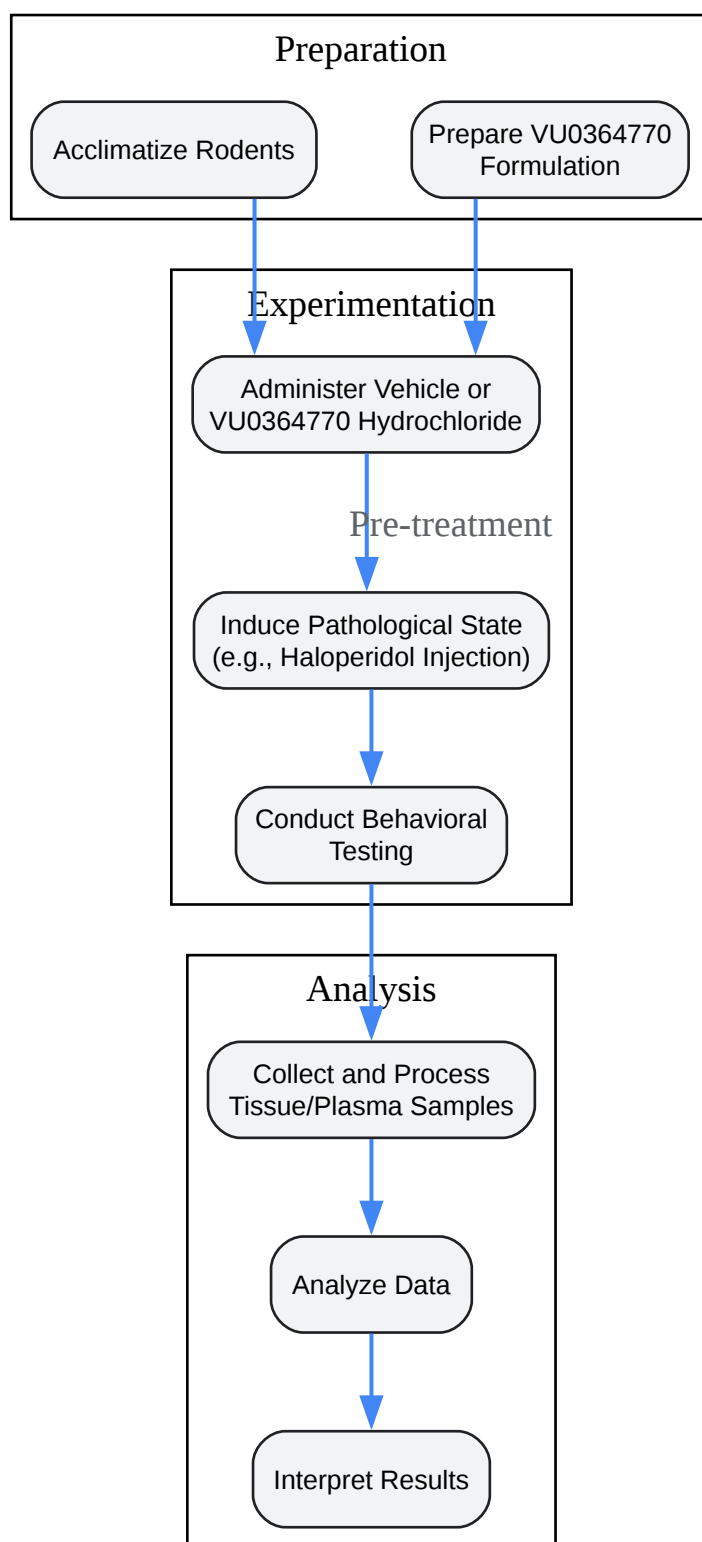 Preparation
Acclimatize Rodents
Prepare VU0364770
Formulation
Experimentation
Administer Vehicle or
VU0364770 Hydrochloride
Pre-treatment
Induce Pathological State
(e.g., Haloperidol Injection)
Conduct Behavioral
Testing
Analysis
Collect and Process
Tissue/Plasma Samples
Analyze Data
Interpret Results